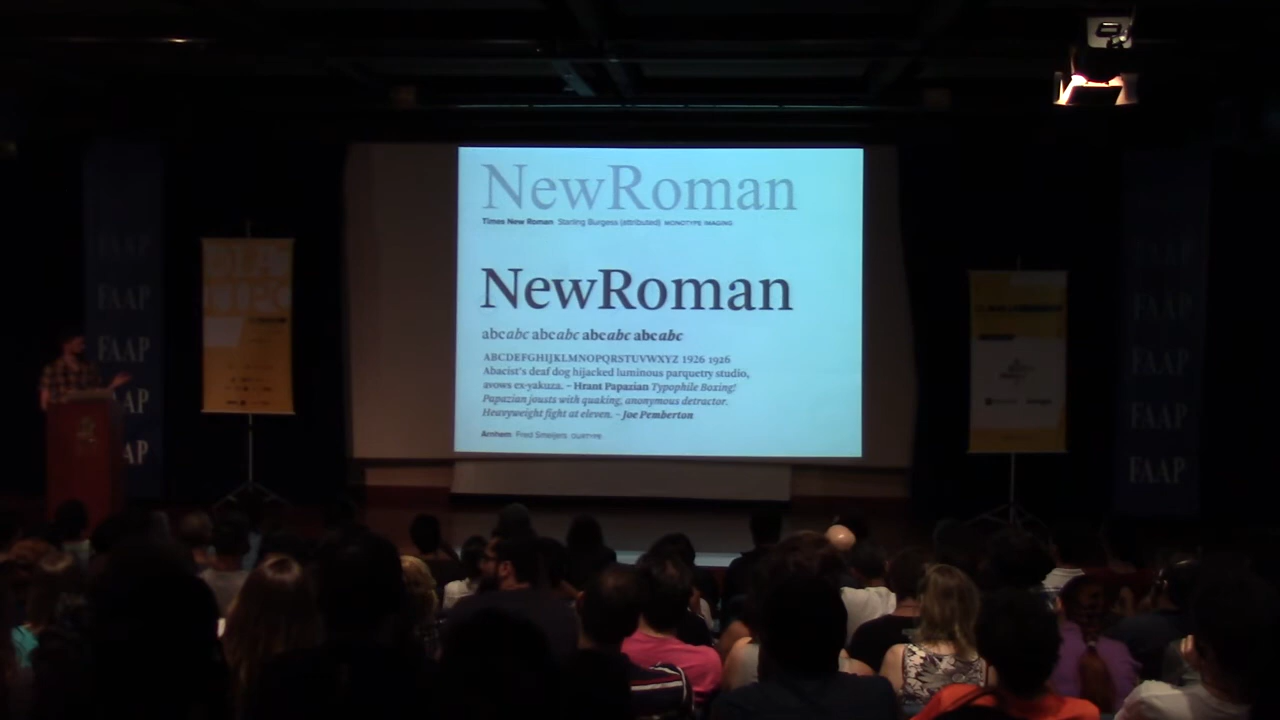 NewRoman
Times New Roman Starling Burgess (attributed) MONOTYPE IMAGING
NewRoman
abcabc abcabc abcabc abcabc
ABCDEFGHIJKLMNOPQRSTUVWXYZ 1926 1926
Abacist's deaf dog hijacked luminous parquetry studio,
avows ex-yakuza. – Hrant Papazian Typophile Boxing!
Papazian jousts with quaking, anonymous detractor.
Heavyweight fight at eleven. – Joe Pemberton
Arnhem Fred Smeijers OURTYPE
FAAP
FAAP
FAAP
FAAP
FAAP
FAAP
FAAP
FAAP